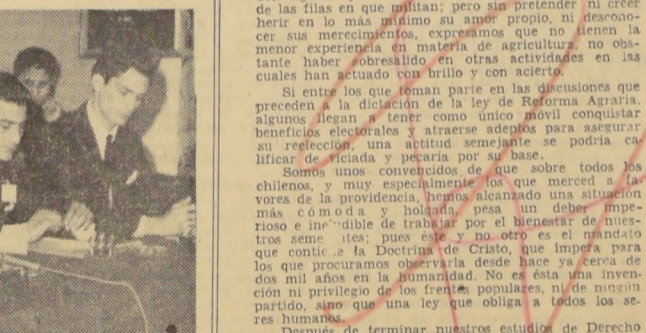 de las filas en que militan; pero sin pretender ni creer
herir en lo más mínimo su amor propio, ni descono-
cer sus merecimientos, expresamos que no tienen la
menor experiencia en materia de agricultura, no obs-
tante haber sobresalido en otras actividades en las
cuales han actuado con brillo y con acierto.
Si entre los que toman parte en las discusiones que
preceden a la dictación de la ley de Reforma Agraria,
algunos llegan a tener como único móvil conquistar
beneficios electorales y atraerse adeptos para asegurar
su reelección, una actitud semejante se podría ca-
lificar de viciada y pecaría por su base.
Somos unos convencidos de que sobre todos los
chilenos, y muy especialmente los que merced a fa-
vores de la providencia, hemos alcanzado una situación
más cómoda y holgada pesa un deber impe-
rioso e ineludible de trabajar por el bienestar de nues-
tros; pues éste y no otro es el mandato
que la Doctrina de Cristo, que impera para
los que procuramos observarla desde hace ya cerca de
dos mil años en la humanidad. No es ésta una inven-
ción ni privilegio de los frentes populares, ni de ningún
partido, sino que una ley que obliga a todos los se-
res humanos.
Después de terminar nuestros estudios de Derecho